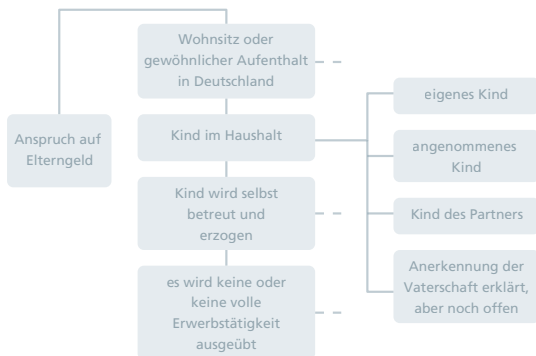 Anspruch auf
Elterngeld
Wohnsitz oder
gewöhnlicher Aufenthalt
in Deutschland
Kind im Haushalt
Kind wird selbst
betreut und
erzogen
es wird keine oder
keine volle
Erwerbstätigkeit
ausgeübt
eigenes Kind
angenommenes
Kind
Kind des Partners
Anerkennung der
Vaterschaft erklärt,
aber noch offen